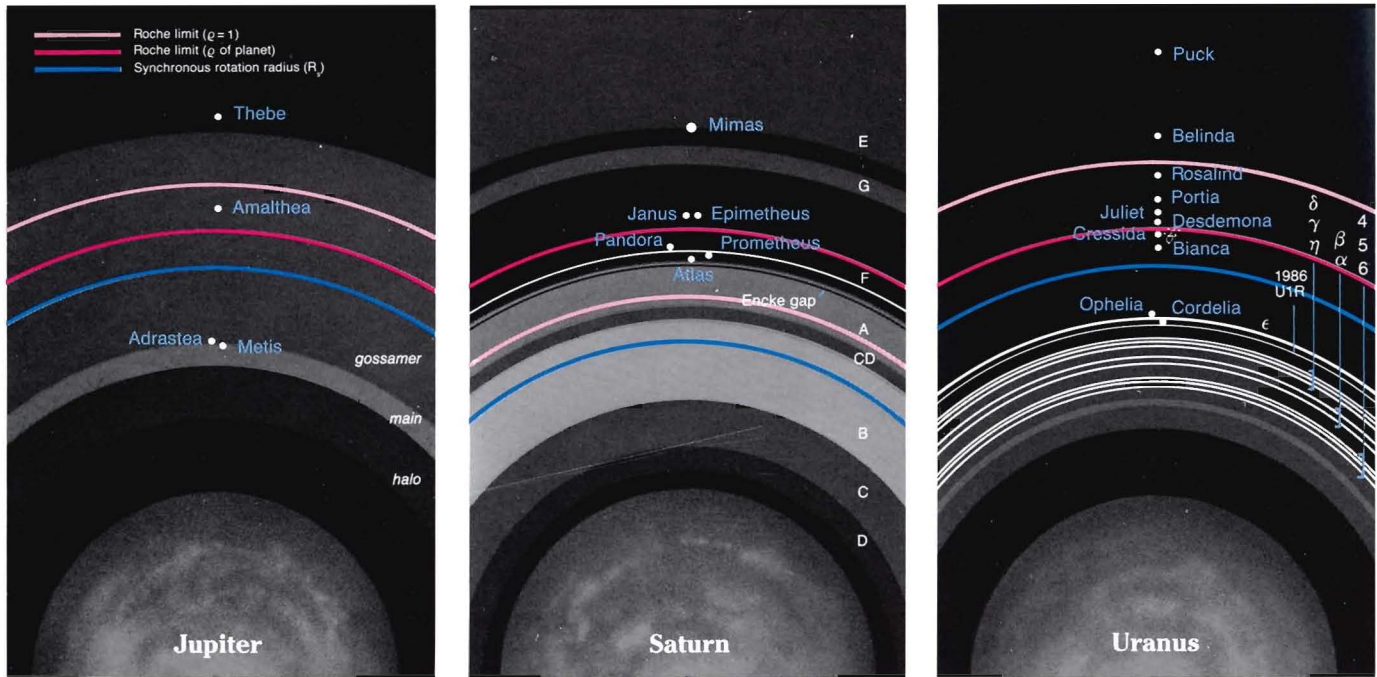 Roche limit (ϱ = 1)
Roche limit (ϱ of planet)
Synchronous rotation radius (Rs)
Thebe
Amalthea
Adrastea
Metis
gossamer
main
halo
Jupiter
Mimas
E
G
Janus
Epimetheus
Pandora
Prometheus
Atlas
F
Encke gap
A
CD
B
C
D
Saturn
Puck
Belinda
Rosalind
Portia
Juliet
Desdemona
Cressida
Bianca
δ
γ
η
β
α
4
5
6
1986
U1R
Ophelia
Cordelia
ϵ
Uranus